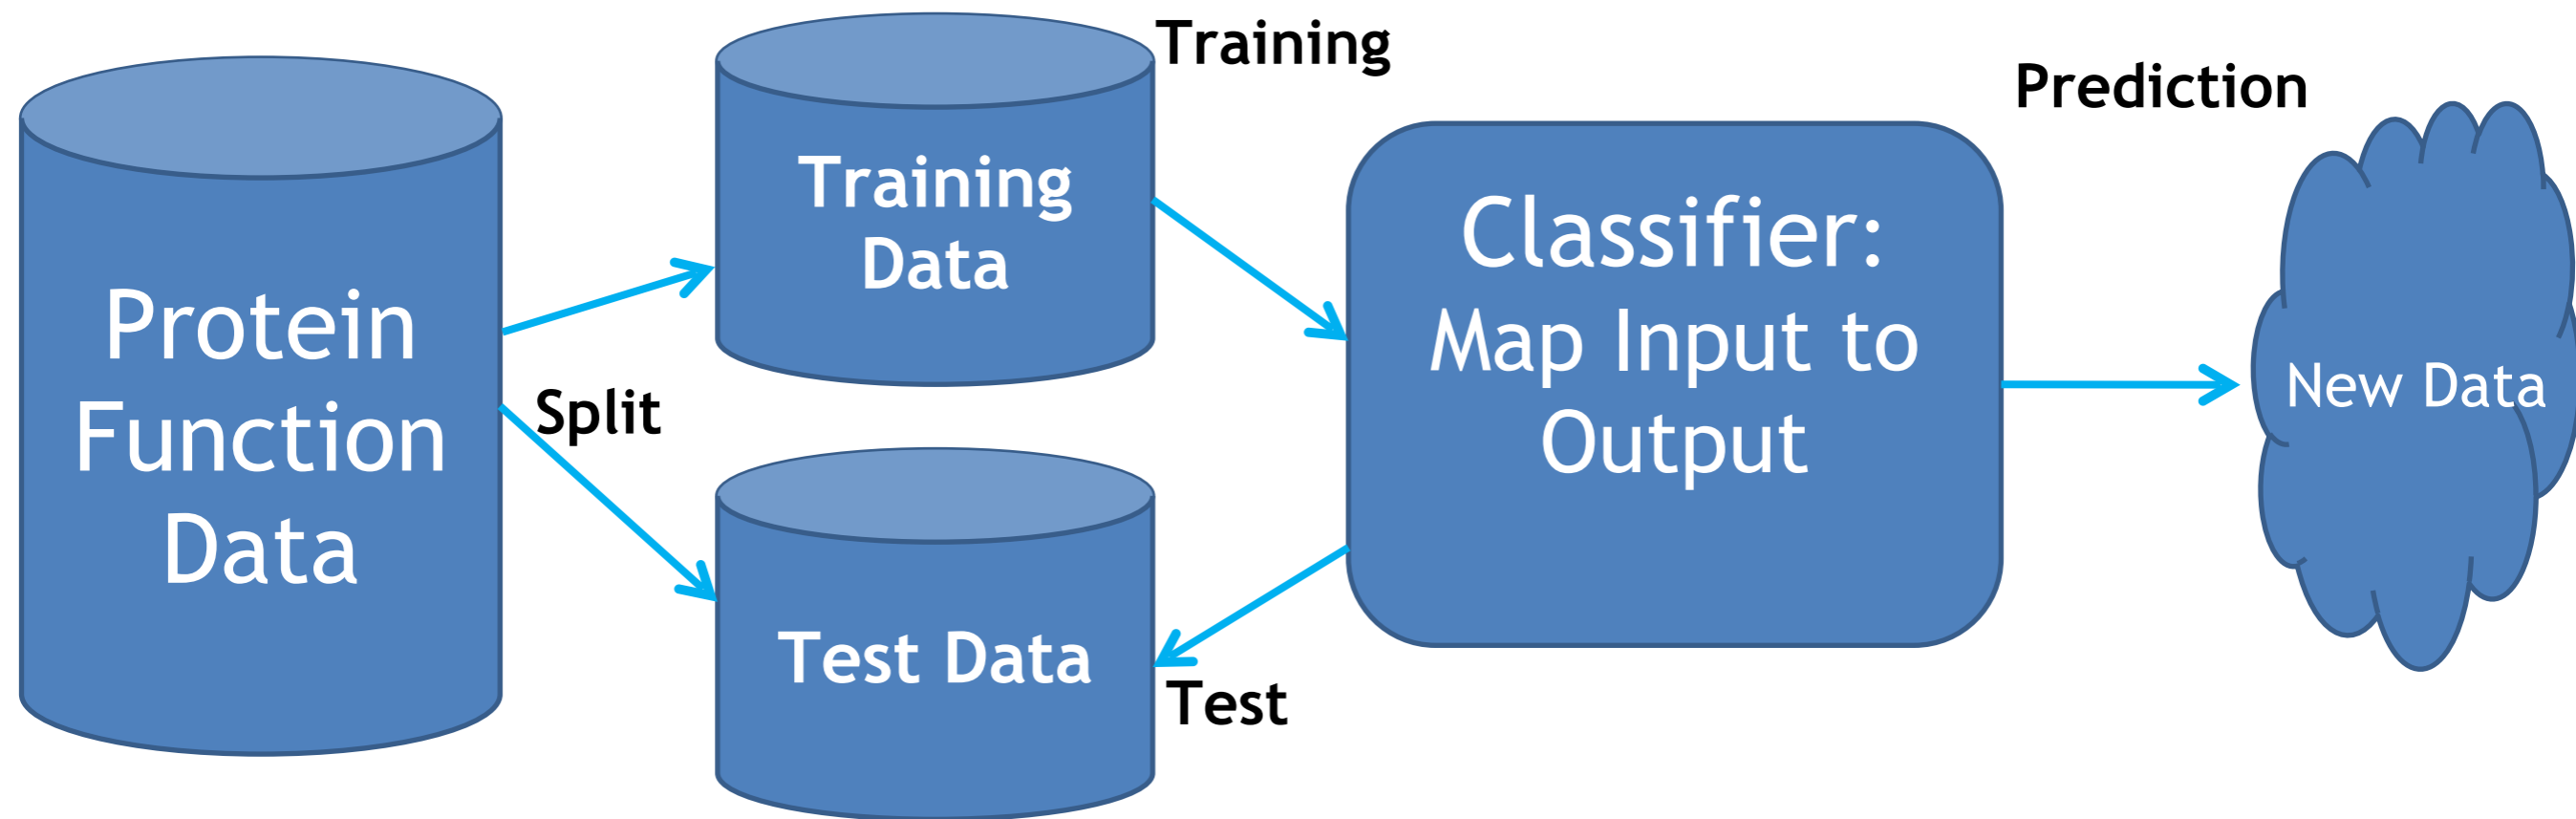 Protein
Function
Data
Split
Training
Data
Test Data
Training
Classifier:
Map Input to
Output
Test
Prediction
New Data